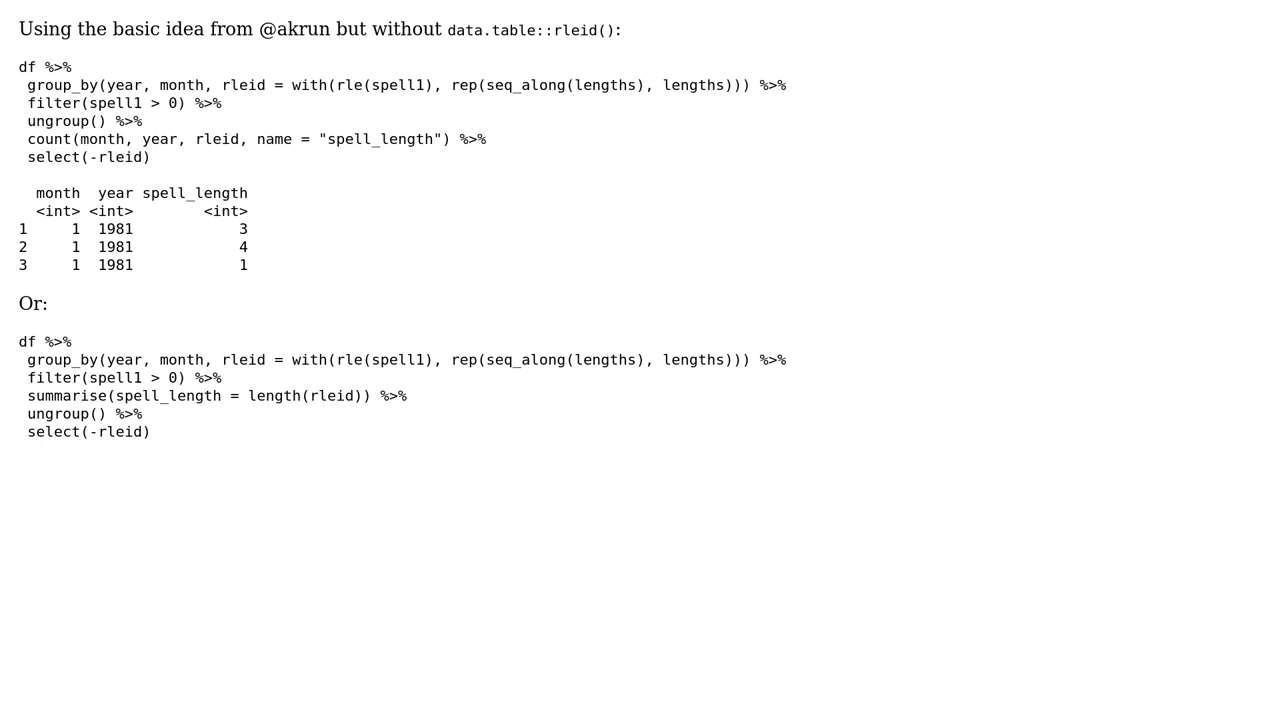 Using the basic idea from @akrun but without data.table::rleid():
df %>%
 group_by(year, month, rleid = with(rle(spell1), rep(seq_along(lengths), lengths))) %>%
 filter(spell1 > 0) %>%
 ungroup() %>%
 count(month, year, rleid, name = "spell_length") %>%
 select(-rleid)
  month  year spell_length
  <int> <int>        <int>
1     1  1981            3
2     1  1981            4
3     1  1981            1
Or:
df %>%
 group_by(year, month, rleid = with(rle(spell1), rep(seq_along(lengths), lengths))) %>%
 filter(spell1 > 0) %>%
 summarise(spell_length = length(rleid)) %>%
 ungroup() %>%
 select(-rleid)